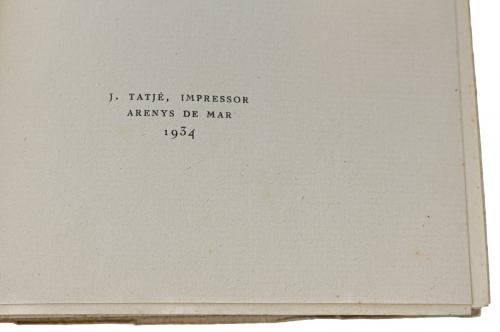 J. TATJÉ, IMPRESSOR
ARENYS DE MAR
1934